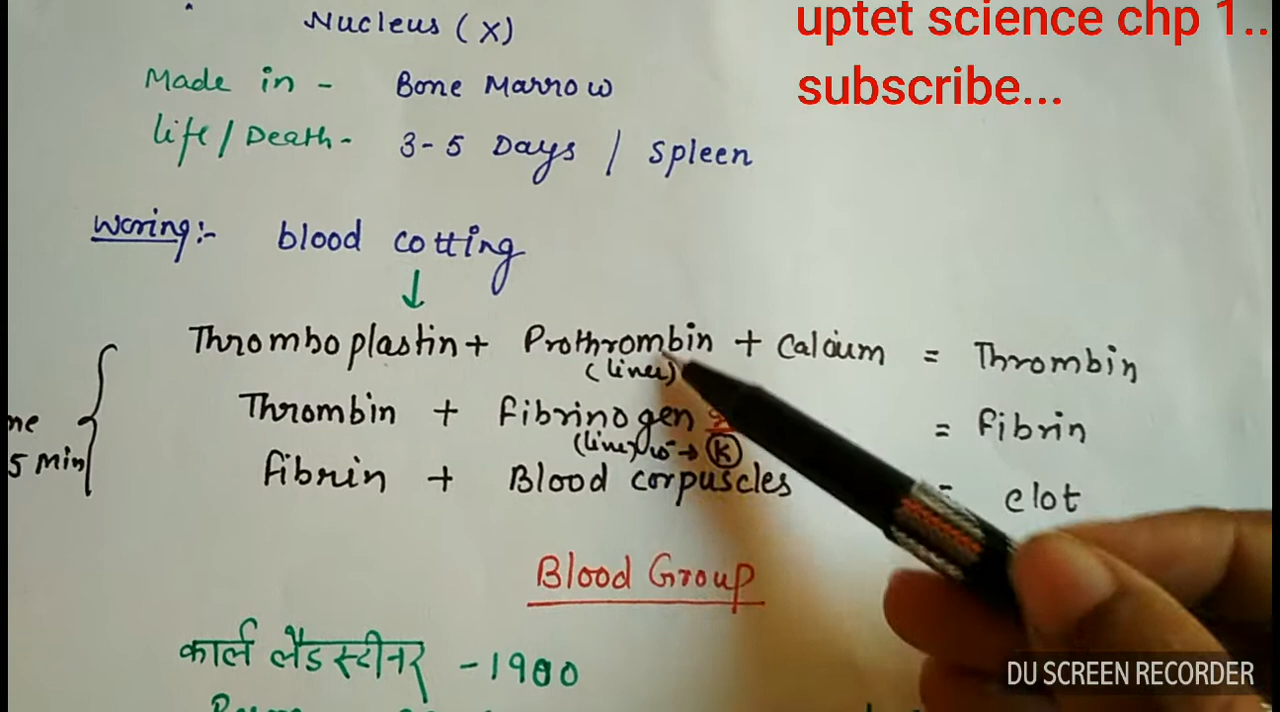 Nucleus (x)
uptet science chp 1..
subscribe...
Made in - Bone Marrow
life/Death- 3-5 Days / Spleen
Woring:- blood cotting
↓
Thromboplastin + Prothrombin + Calcium = Thrombin
(liver)
Thrombin + fibrinogen = fibrin
→ (K)
5 Min
fibrin + Blood corpuscles = clot
Blood Group
कार्ल लैंडस्टीनर - 1900
DU SCREEN RECORDER